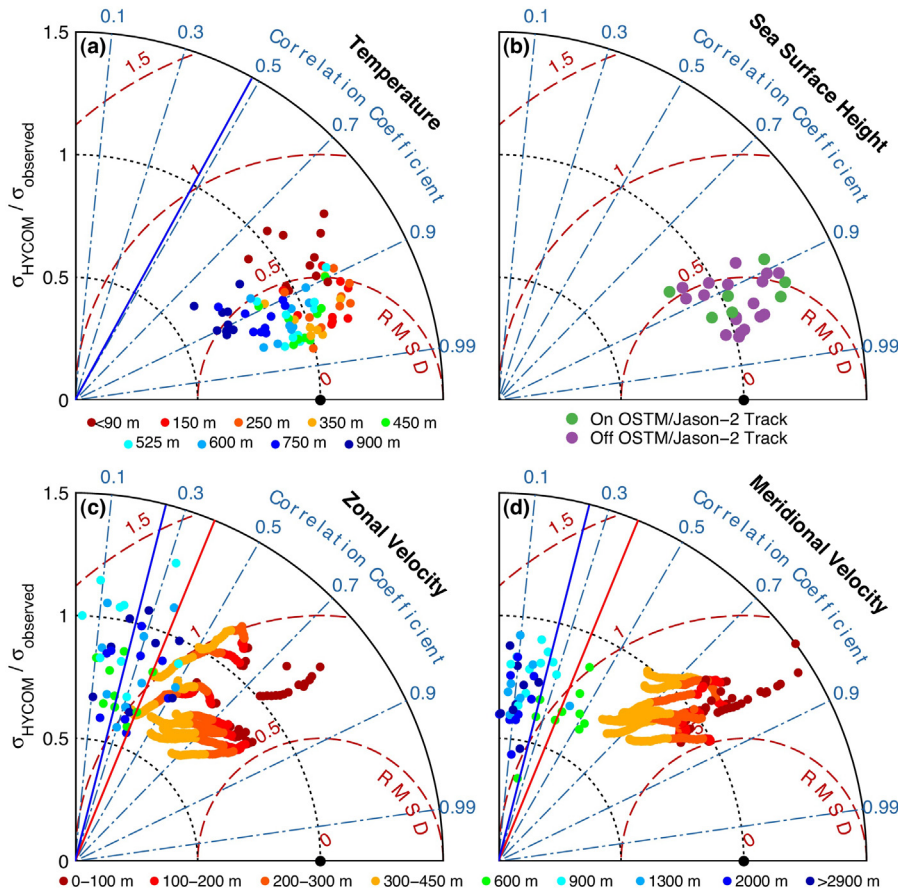 (a)
Temperature
Correlation Coefficient
0.1
0.3
0.5
0.7
0.9
0.99
1.5
1
0.5
0
σHYCOM / σobserved
1.5
1
0.5
0
RMSD
<90 m
150 m
250 m
350 m
450 m
525 m
600 m
750 m
900 m
(b)
Sea Surface Height
Correlation Coefficient
0.1
0.3
0.5
0.7
0.9
0.99
1.5
1
0.5
0
RMSD
On OSTM/Jason−2 Track
Off OSTM/Jason−2 Track
(c)
Zonal Velocity
Correlation Coefficient
0.1
0.3
0.5
0.7
0.9
0.99
1.5
1
0.5
0
σHYCOM / σobserved
1.5
1
0.5
0
RMSD
(d)
Meridional Velocity
Correlation Coefficient
0.1
0.3
0.5
0.7
0.9
0.99
1.5
1
0
RMSD
0−100 m
100−200 m
200−300 m
300−450 m
600 m
900 m
1300 m
2000 m
>2900 m